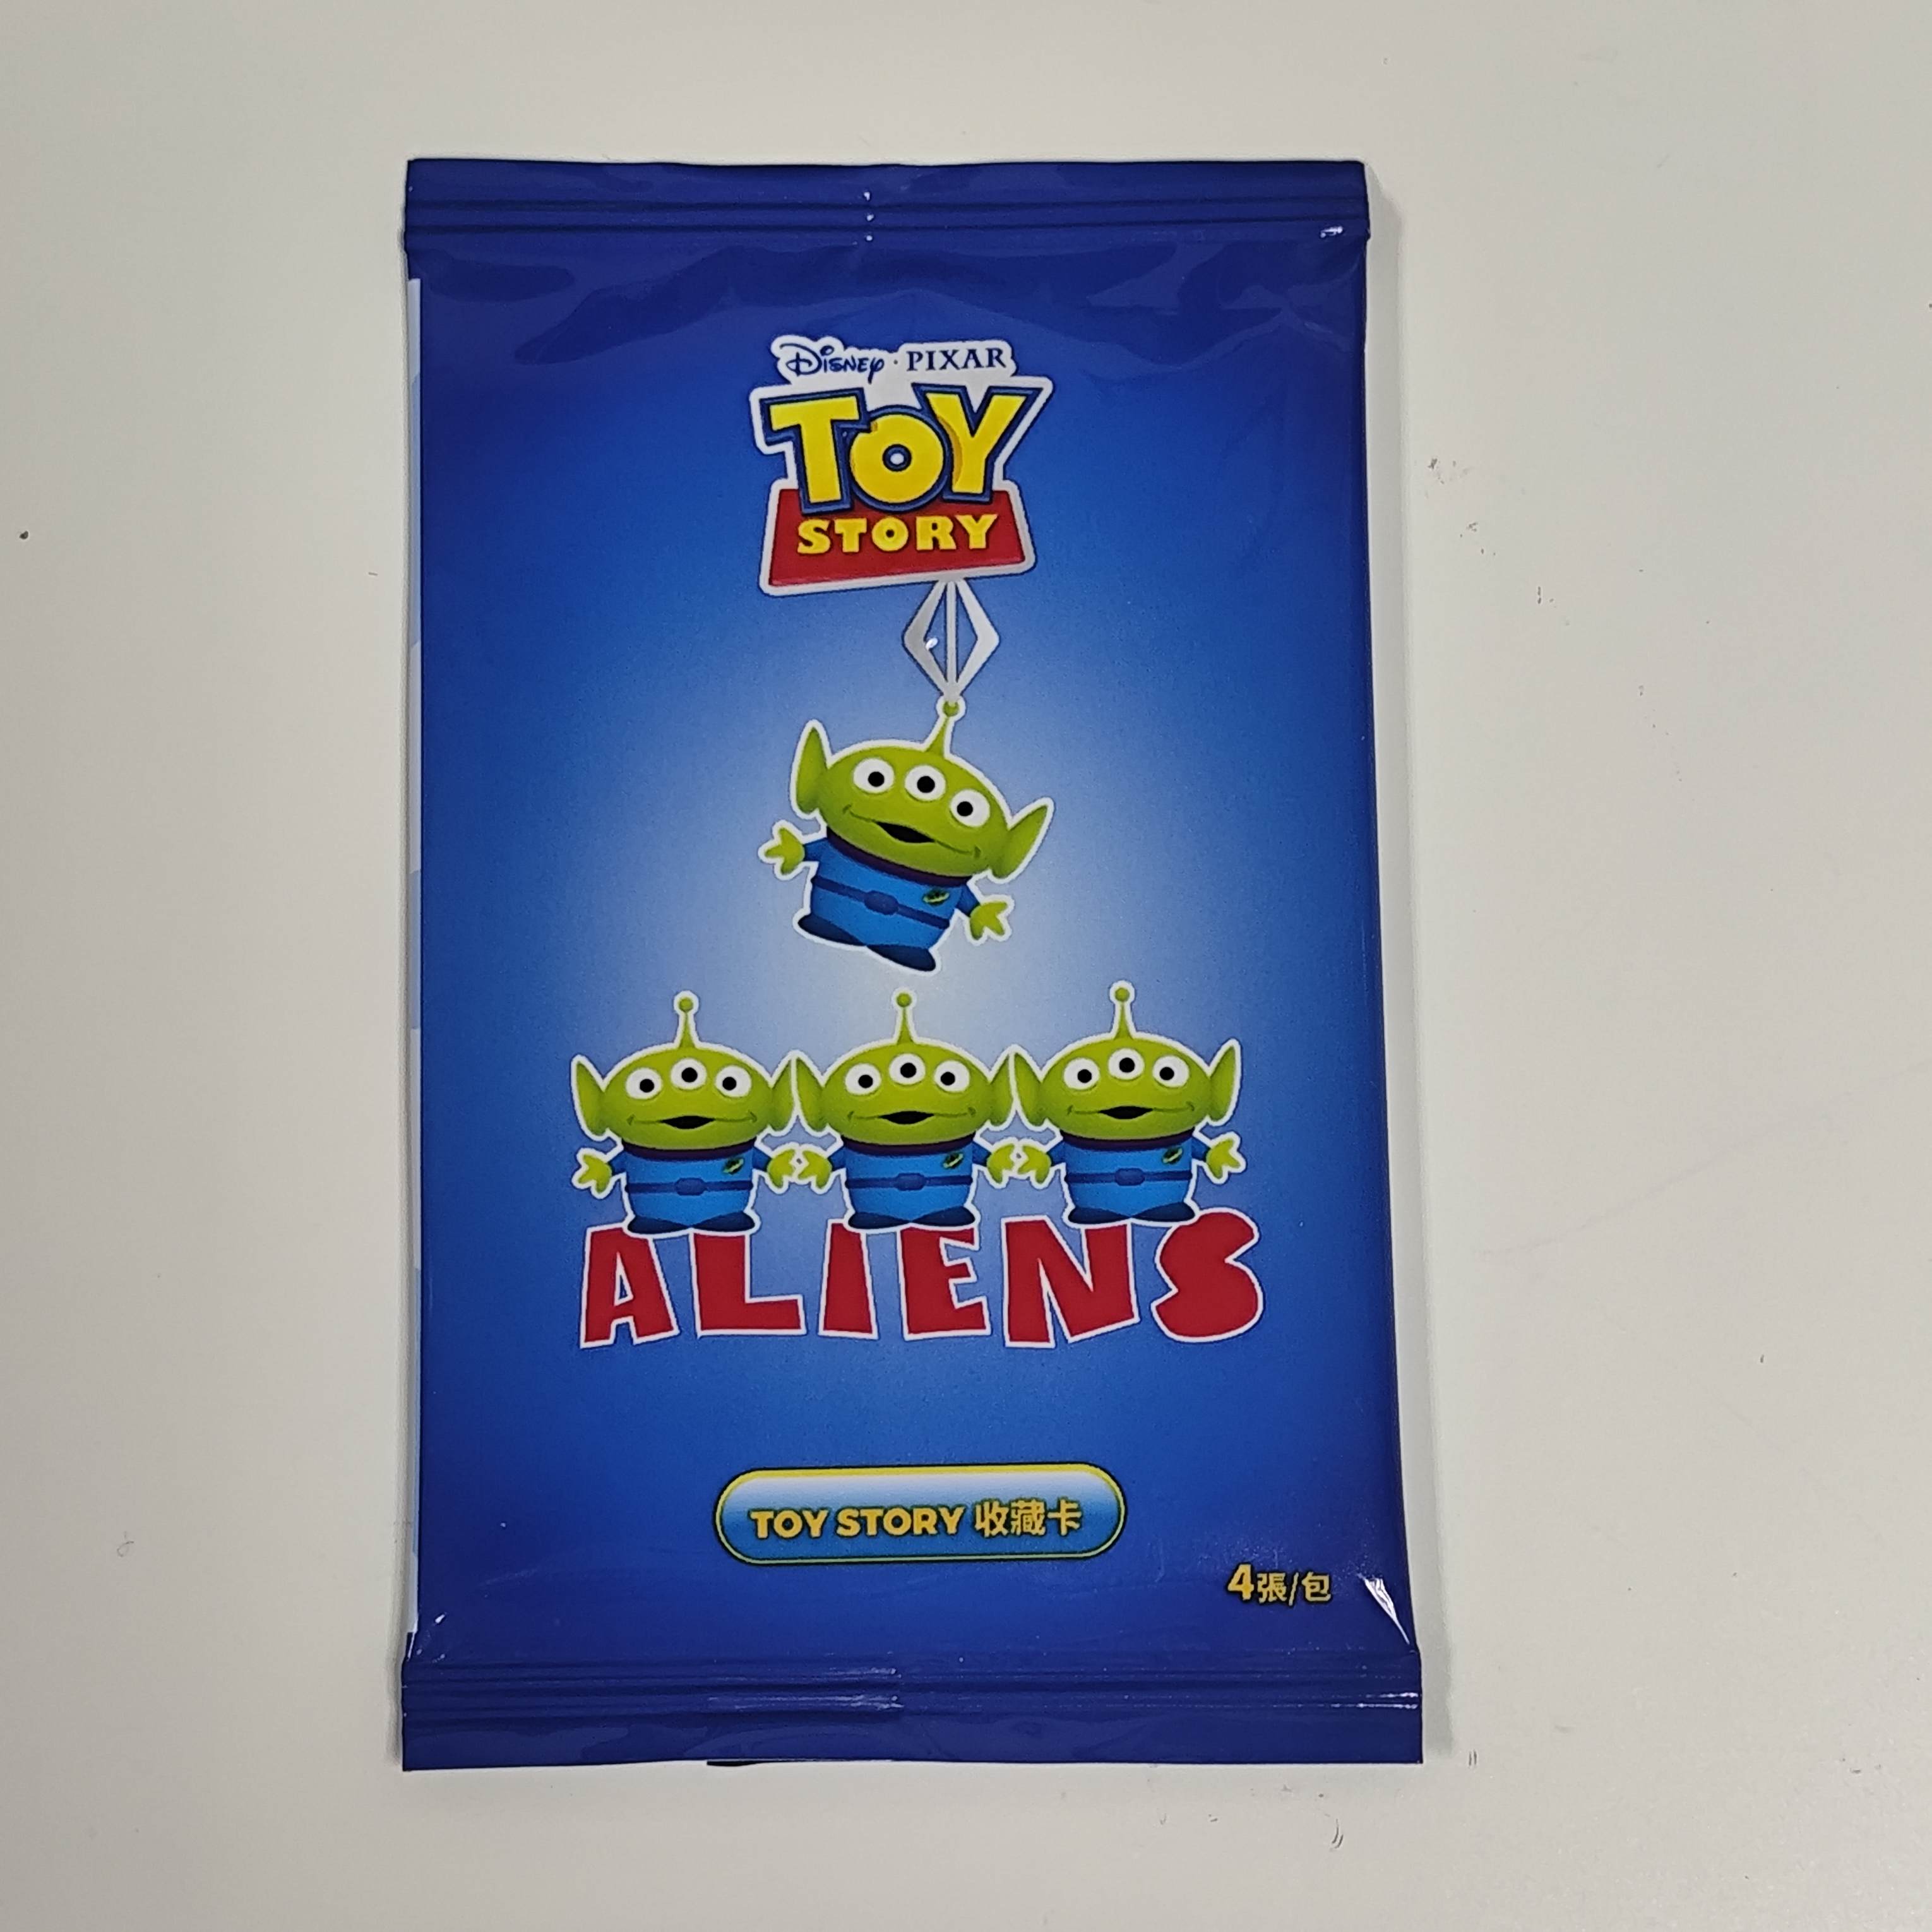 Disney · PIXAR
TOY
STORY
ALIENS
TOY STORY 收藏卡
4張/包